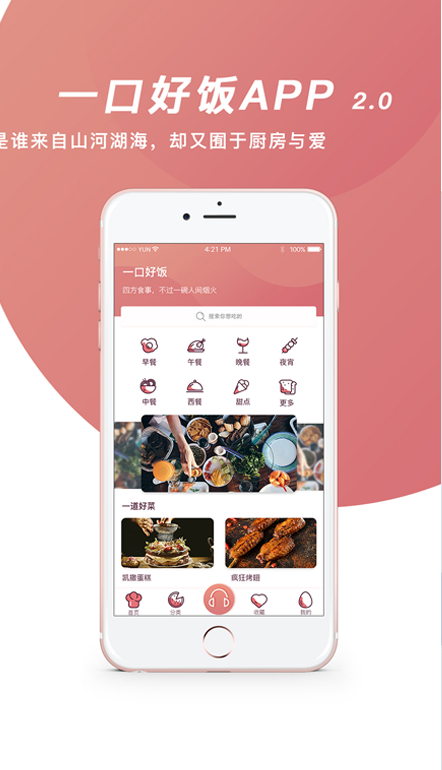 一口好饭APP 2.0
是谁来自山河湖海，却又囿于厨房与爱
YUN 4:21 PM 100%
一口好饭
四方食事，不过一碗人间烟火
搜索你想吃的
早餐 午餐 晚餐 夜宵
中餐 西餐 甜点 更多
一道好菜
凯撒蛋糕 疯狂烤翅
首页 分类 收藏 我的